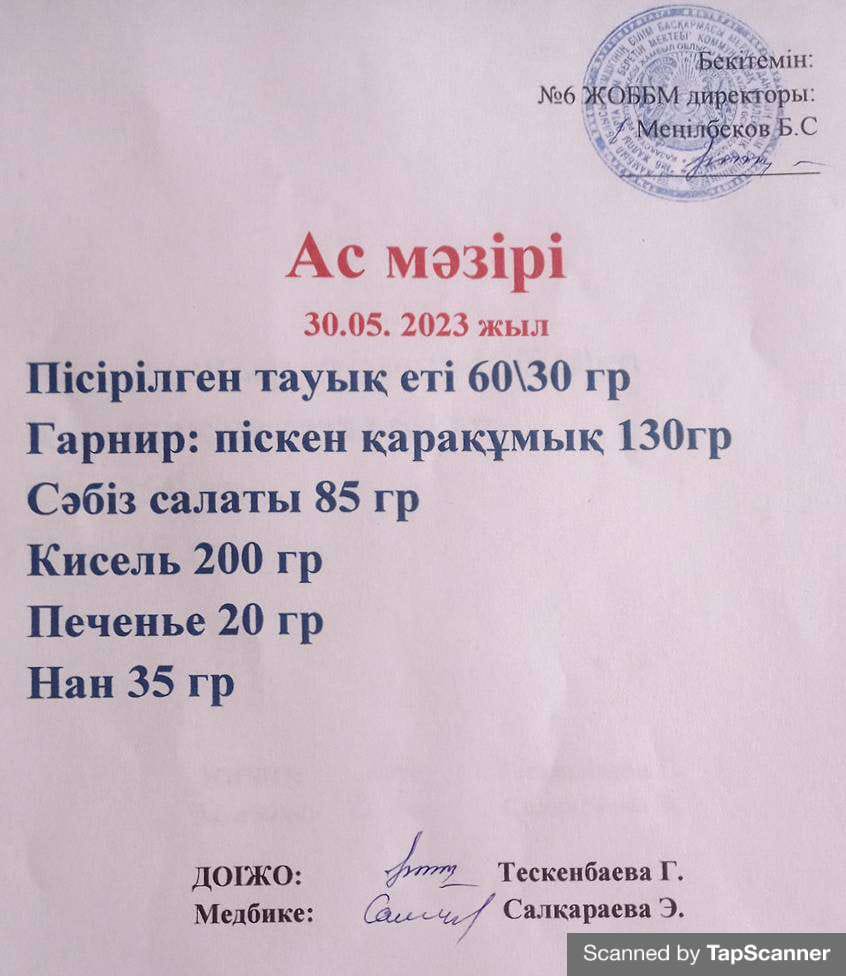 Бекітемін:
№6 ЖОББМ директоры:
Меңілбеков Б.С
Ас мәзірі
30.05. 2023 жыл
Пісірілген тауық еті 60\30 гр
Гарнир: піскен қарақұмық 130гр
Сәбіз салаты 85 гр
Кисель 200 гр
Печенье 20 гр
Нан 35 гр
ДОІЖО: Тескенбаева Г.
Медбике: Салқараева Э.
Scanned by TapScanner